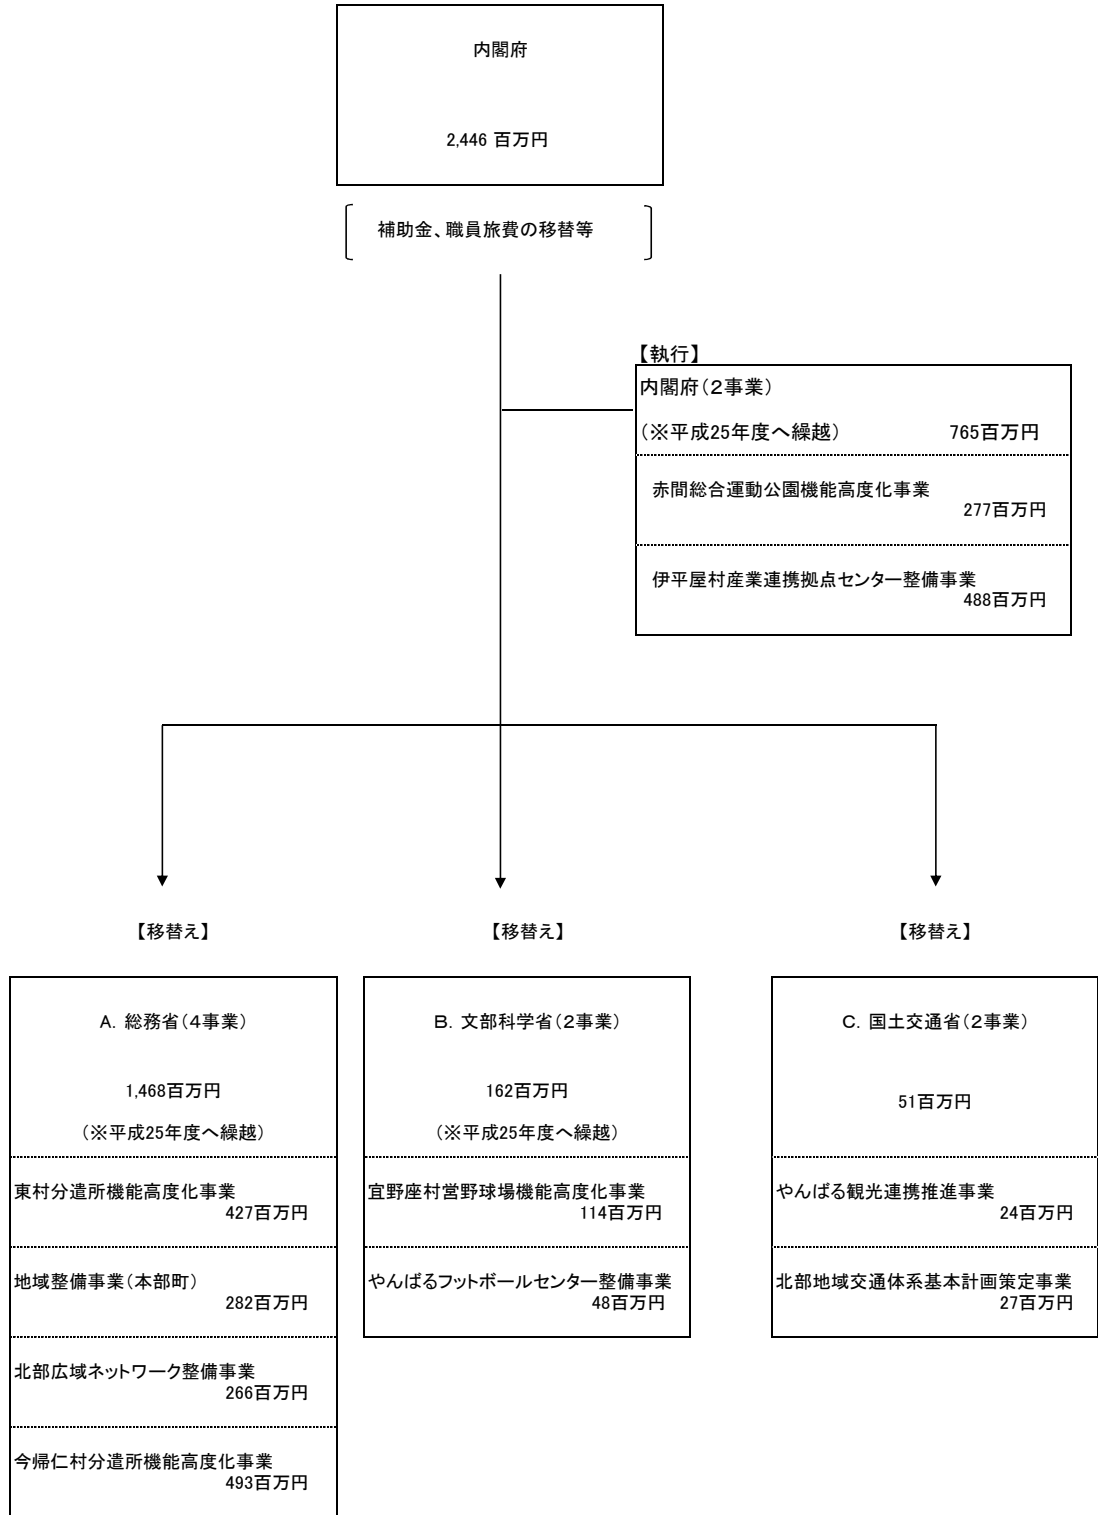 内閣府
2,446 百万円
補助金、職員旅費の移替等
【執行】
内閣府(2事業)
(※平成25年度へ繰越) 765百万円
赤間総合運動公園機能高度化事業
277百万円
伊平屋村産業連携拠点センター整備事業
488百万円
【移替え】
A. 総務省(4事業)
1,468百万円
(※平成25年度へ繰越)
東村分遣所機能高度化事業
427百万円
地域整備事業(本部町)
282百万円
北部広域ネットワーク整備事業
266百万円
今帰仁村分遣所機能高度化事業
493百万円
【移替え】
B. 文部科学省(2事業)
162百万円
(※平成25年度へ繰越)
宜野座村営野球場機能高度化事業
114百万円
やんばるフットボールセンター整備事業
48百万円
【移替え】
C. 国土交通省(2事業)
51百万円
やんばる観光連携推進事業
24百万円
北部地域交通体系基本計画策定事業
27百万円